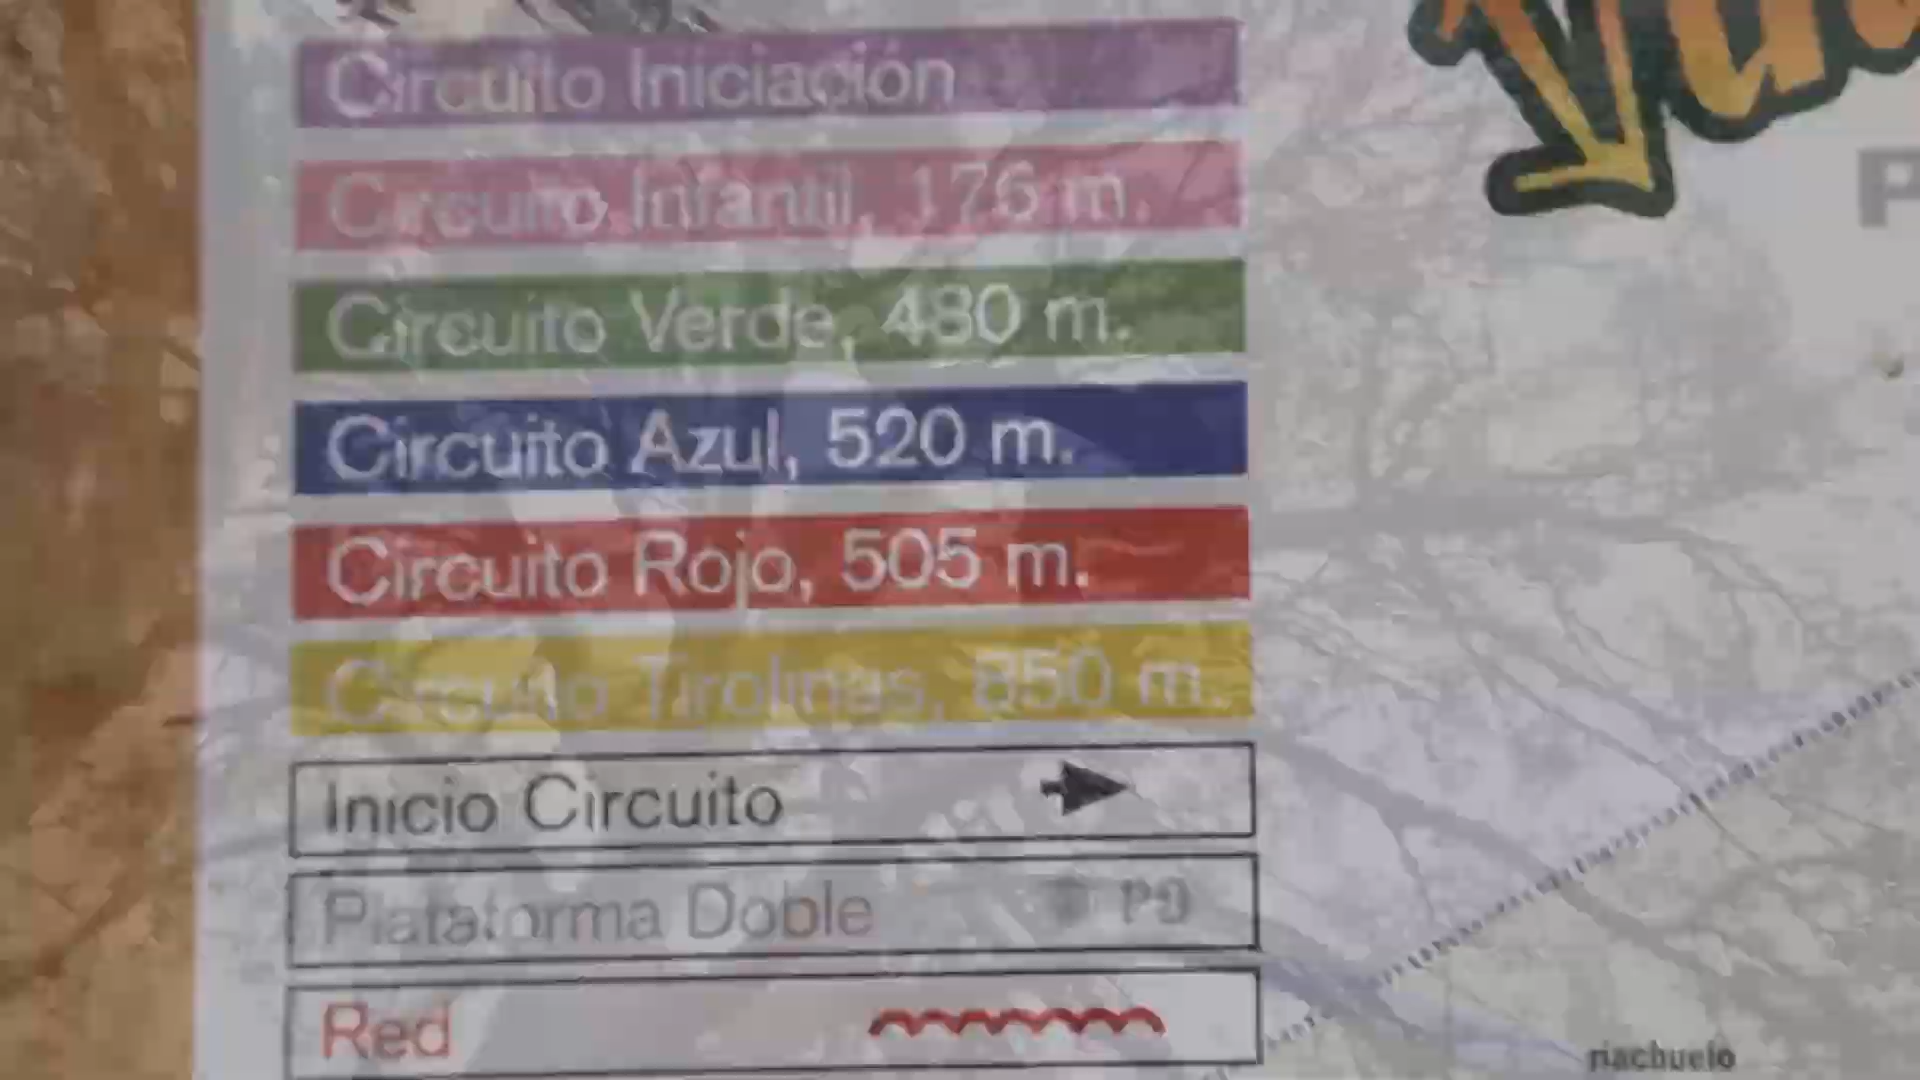 Circuito Iniciación
Circuito Infantil, 176 m.
Circuito Verde, 480 m.
Circuito Azul, 520 m.
Circuito Rojo, 505 m.
Circuito Tirolinas, 850 m.
Inicio Circuito
Plataforma Doble PD
Red
riachuelo